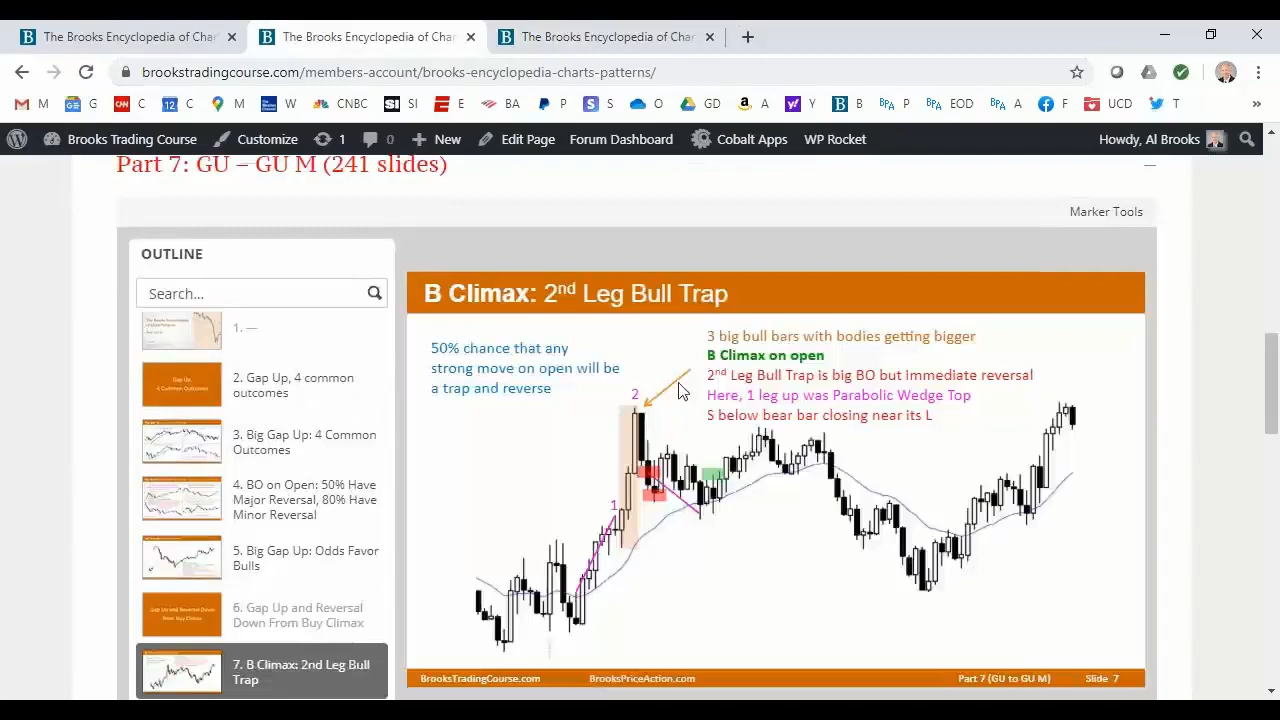 The Brooks Encyclopedia of Char
The Brooks Encyclopedia of Char
The Brooks Encyclopedia of Char
brookstradingcourse.com/members-account/brooks-encyclopedia-charts-patterns/
M G C C M W CNBC SI E BA P S O GD A Y B P EOD A F UCD T
Brooks Trading Course Customize 1 0 New Edit Page Forum Dashboard Cobalt Apps WP Rocket Howdy, Al Brooks
Part 7: GU – GU M (241 slides)
Marker Tools
OUTLINE
Search...
1. —
2. Gap Up, 4 common
outcomes
3. Big Gap Up: 4 Common
Outcomes
4. BO on Open: 50% Have
Major Reversal, 80% Have
Minor Reversal
5. Big Gap Up: Odds Favor
Bulls
6. Gap Up and Reversal
Down From Buy Climax
7. B Climax: 2nd Leg Bull
Trap
B Climax: 2nd Leg Bull Trap
50% chance that any
strong move on open will be
a trap and reverse
3 big bull bars with bodies getting bigger
B Climax on open
2nd Leg Bull Trap is big BO but immediate reversal
Here, 1 leg up was Parabolic Wedge Top
S below bear bar closing near its L
2
1
BrooksTradingCourse.com BrooksPriceAction.com Part 7 (GU to GU M) Slide 7